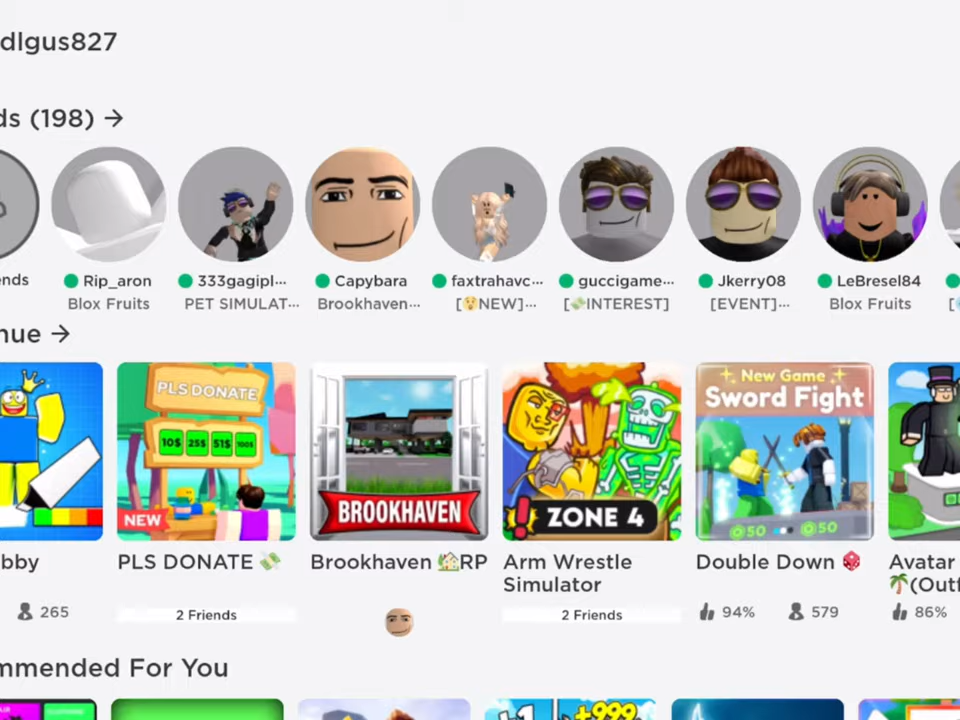 dlgus827
ds (198) →
ends
Rip_aron
333gagipl...
Capybara
faxtrahavc...
guccigame...
Jkerry08
LeBresel84
Blox Fruits
PET SIMULAT...
Brookhaven...
[😲NEW]...
[💸INTEREST]
[EVENT]...
Blox Fruits
nue →
PLS DONATE
10$ 25$ 51$ 100$
NEW
BROOKHAVEN
ZONE 4
New Game
Sword Fight
50 50
bby
PLS DONATE 💸
Brookhaven 🏡RP
Arm Wrestle
Simulator
Double Down 🎲
Avatar
🌴(Outf
265
2 Friends
2 Friends
94% 579
86%
mmended For You
+1 +999